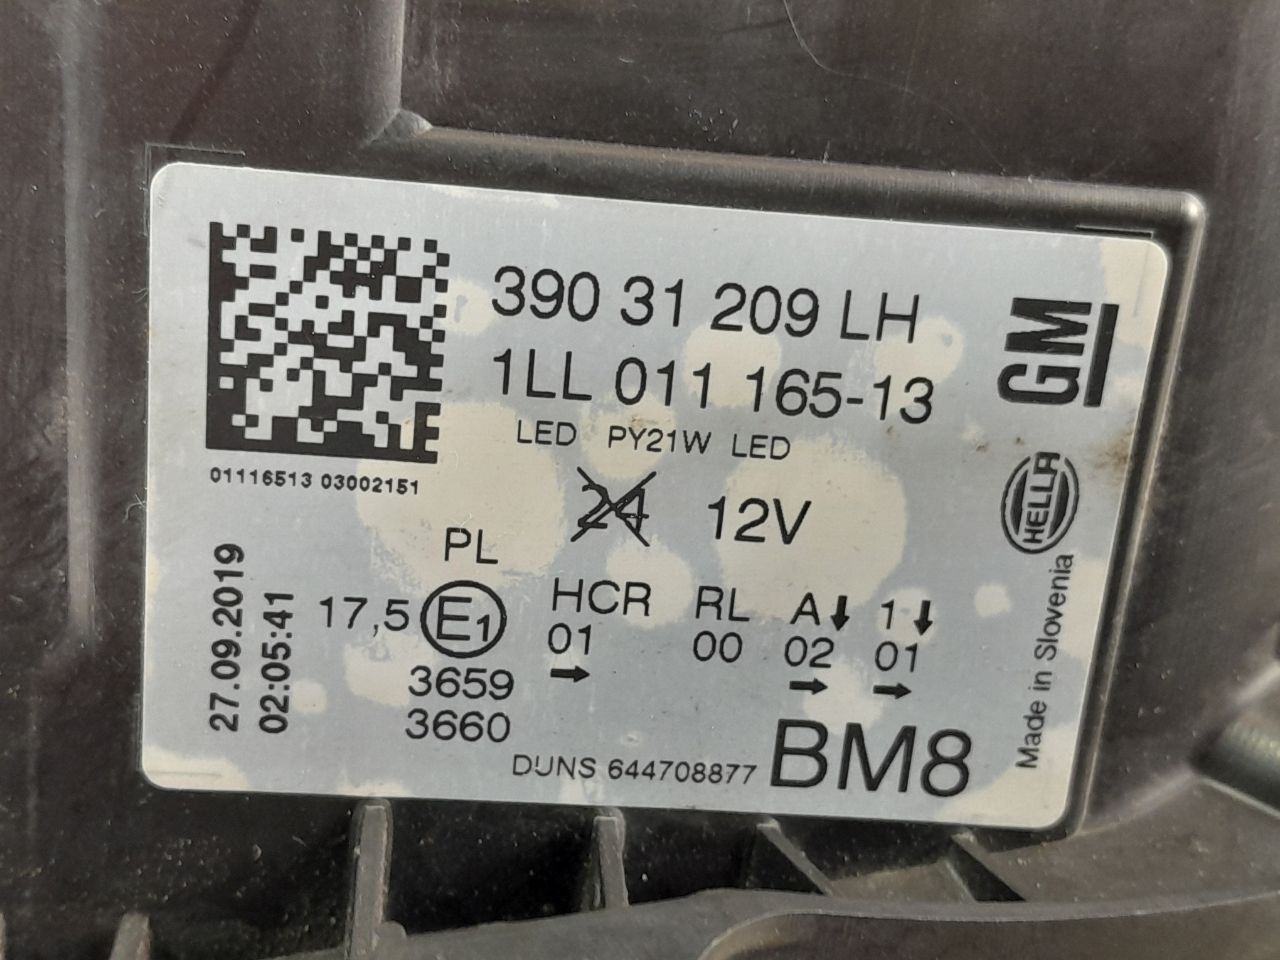 390 31 209 LH
1LL 011 165-13
LED PY21W LED
01116513 03002151
24 12V
PL
17,5 E1
3659
3660
HCR RL A↓ 1↓
01 00 02 01
→ → →
DUNS 644708877 BM8
27.09.2019
02:05:41
GM
HELLA
Made in Slovenia